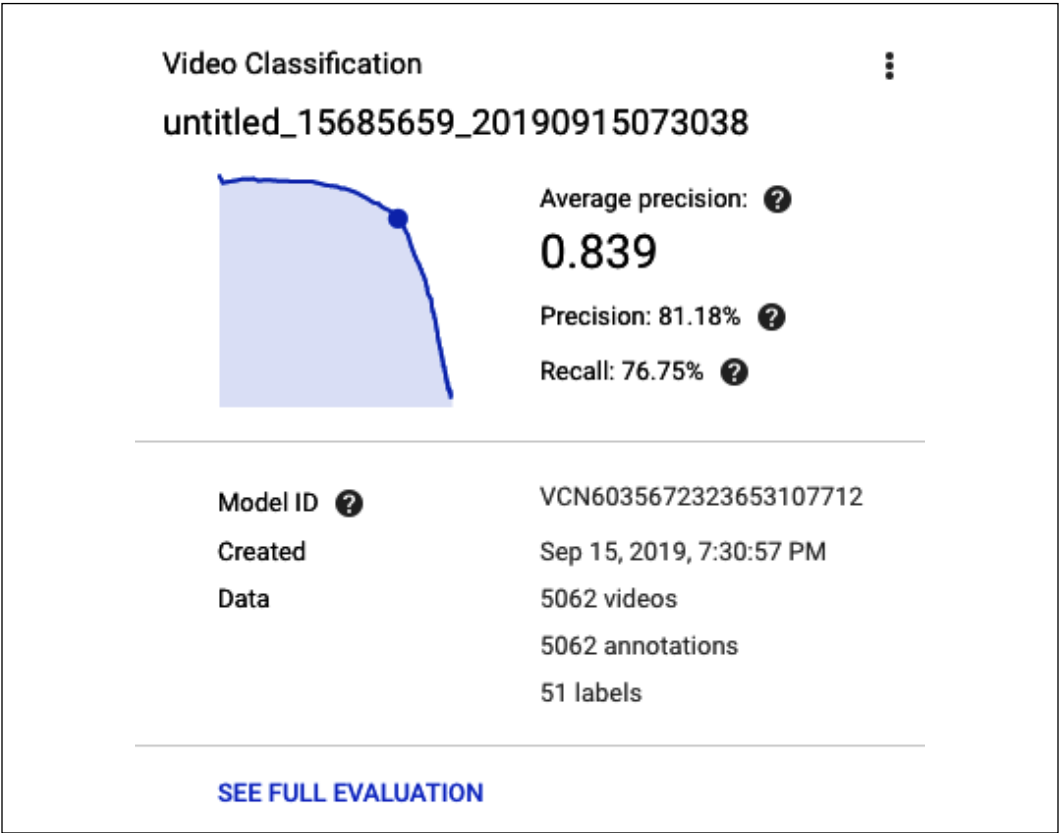 Video Classification
untitled_15685659_20190915073038
Average precision: ?
0.839
Precision: 81.18% ?
Recall: 76.75% ?
Model ID ? VCN6035672323653107712
Created Sep 15, 2019, 7:30:57 PM
Data 5062 videos
5062 annotations
51 labels
SEE FULL EVALUATION